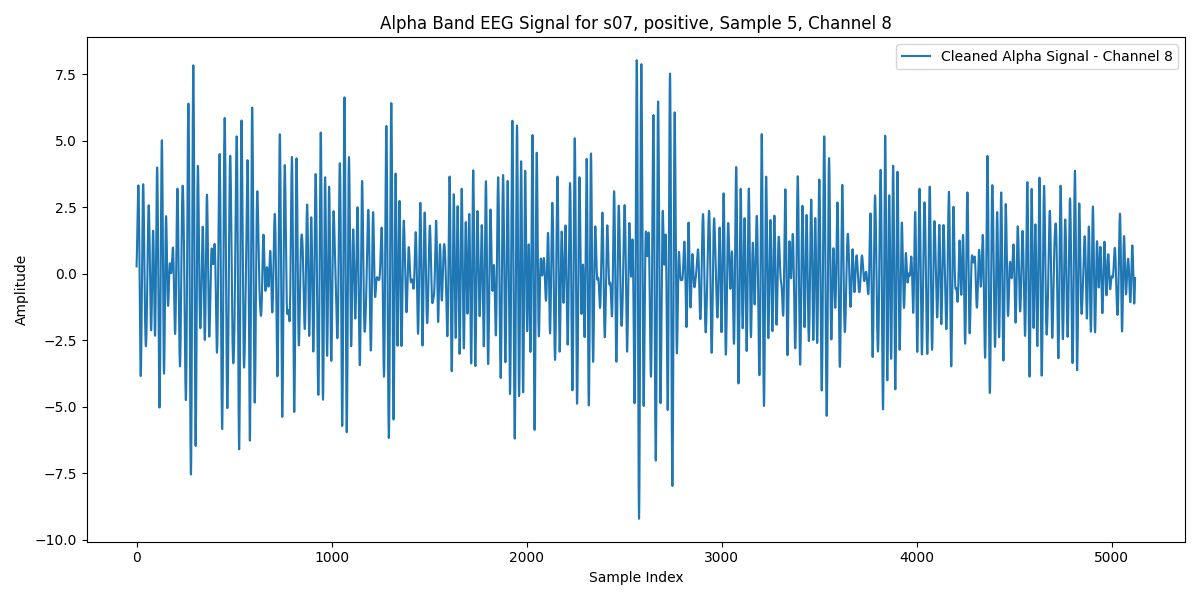 Alpha Band EEG Signal for s07, positive, Sample 5, Channel 8
Cleaned Alpha Signal - Channel 8
7.5
5.0
2.5
0.0
−2.5
−5.0
−7.5
−10.0
Amplitude
0 1000 2000 3000 4000 5000
Sample Index